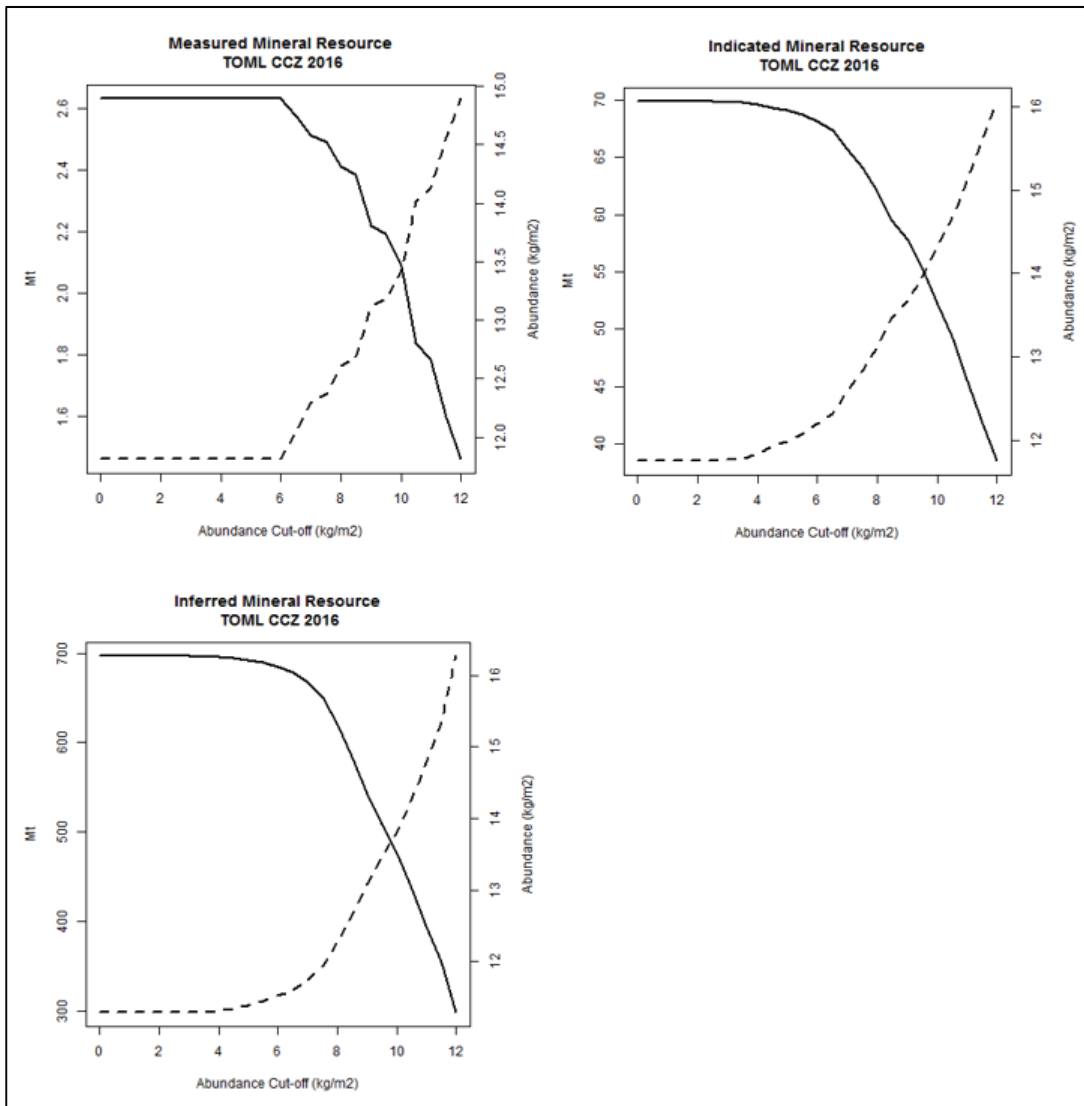 Measured Mineral Resource
TOML CCZ 2016
Mt
2.6
2.4
2.2
2.0
1.8
1.6
15.0
14.5
14.0
13.5
13.0
12.5
12.0
Abundance (kg/m2)
0 2 4 6 8 10 12
Abundance Cut-off (kg/m2)
Indicated Mineral Resource
TOML CCZ 2016
Mt
70
65
60
55
50
45
40
16
15
14
13
12
Abundance (kg/m2)
0 2 4 6 8 10 12
Abundance Cut-off (kg/m2)
Inferred Mineral Resource
TOML CCZ 2016
Mt
700
600
500
400
300
16
15
14
13
12
Abundance (kg/m2)
0 2 4 6 8 10 12
Abundance Cut-off (kg/m2)